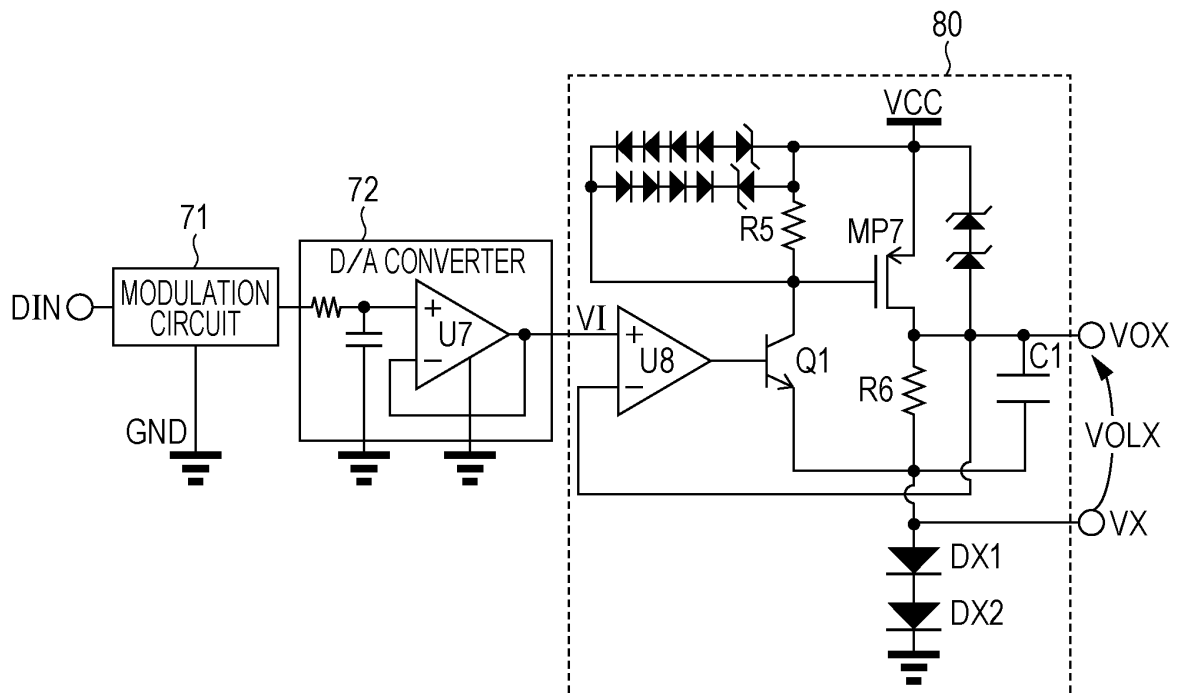 80
VCC
72
71
R5
MP7
D/A CONVERTER
DIN
MODULATION
CIRCUIT
+
U7
−
VI
+
U8
−
Q1
R6
C1
VOX
GND
VOLX
VX
DX1
DX2